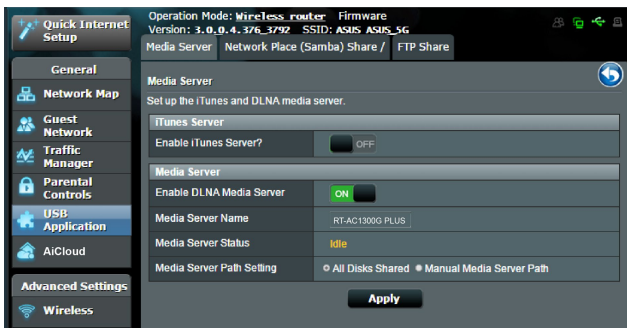 Quick Internet
Setup
General
Network Map
Guest
Network
Traffic
Manager
Parental
Controls
USB
Application
AiCloud
Advanced Settings
Wireless
Operation Mode: Wireless router Firmware
Version: 3.0.0.4.376_3792 SSID: ASUS ASUS_5G
Media Server Network Place (Samba) Share / FTP Share
Media Server
Set up the iTunes and DLNA media server.
iTunes Server
Enable iTunes Server? OFF
Media Server
Enable DLNA Media Server ON
Media Server Name RT-AC1300G PLUS
Media Server Status Idle
Media Server Path Setting All Disks Shared Manual Media Server Path
Apply